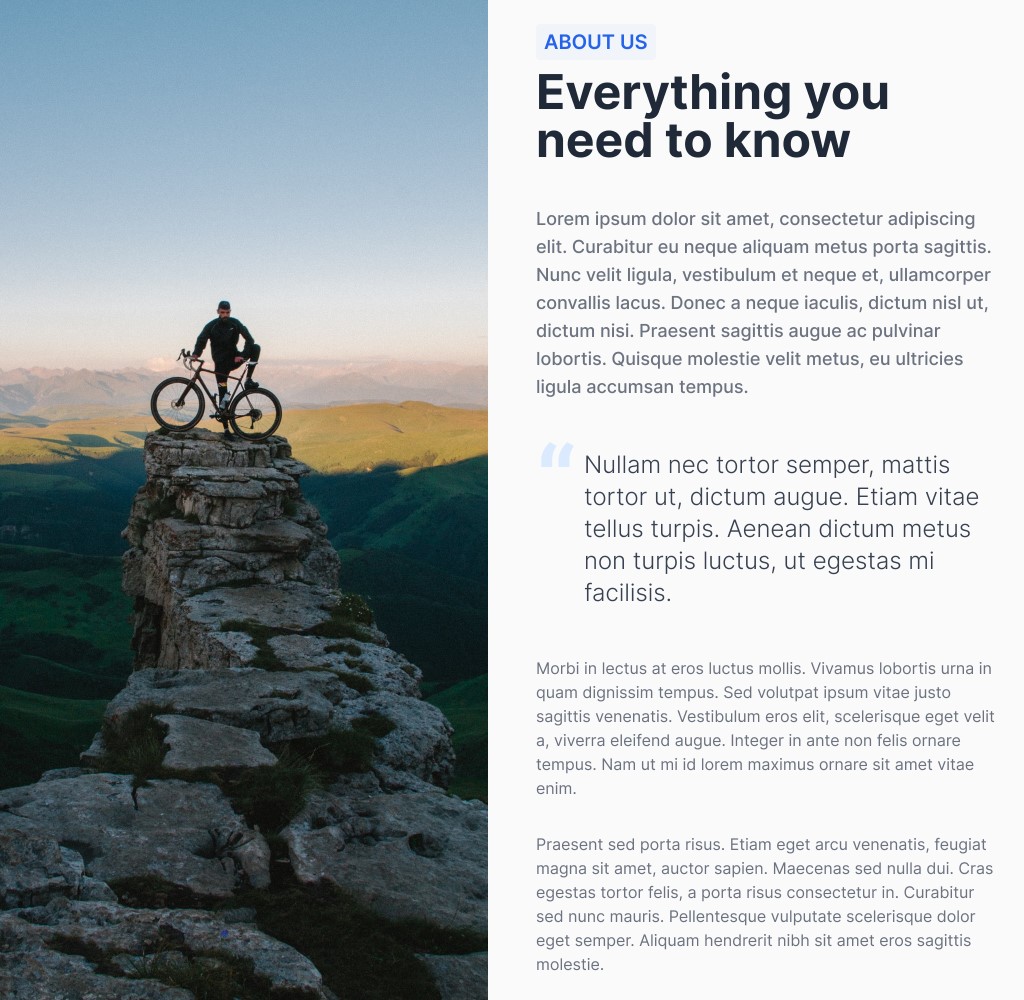 ABOUT US
Everything you
need to know
Lorem ipsum dolor sit amet, consectetur adipiscing
elit. Curabitur eu neque aliquam metus porta sagittis.
Nunc velit ligula, vestibulum et neque et, ullamcorper
convallis lacus. Donec a neque iaculis, dictum nisl ut,
dictum nisi. Praesent sagittis augue ac pulvinar
lobortis. Quisque molestie velit metus, eu ultricies
ligula accumsan tempus.
“ Nullam nec tortor semper, mattis
tortor ut, dictum augue. Etiam vitae
tellus turpis. Aenean dictum metus
non turpis luctus, ut egestas mi
facilisis.
Morbi in lectus at eros luctus mollis. Vivamus lobortis urna in
quam dignissim tempus. Sed volutpat ipsum vitae justo
sagittis venenatis. Vestibulum eros elit, scelerisque eget velit
a, viverra eleifend augue. Integer in ante non felis ornare
tempus. Nam ut mi id lorem maximus ornare sit amet vitae
enim.
Praesent sed porta risus. Etiam eget arcu venenatis, feugiat
magna sit amet, auctor sapien. Maecenas sed nulla dui. Cras
egestas tortor felis, a porta risus consectetur in. Curabitur
sed nunc mauris. Pellentesque vulputate scelerisque dolor
eget semper. Aliquam hendrerit nibh sit amet eros sagittis
molestie.